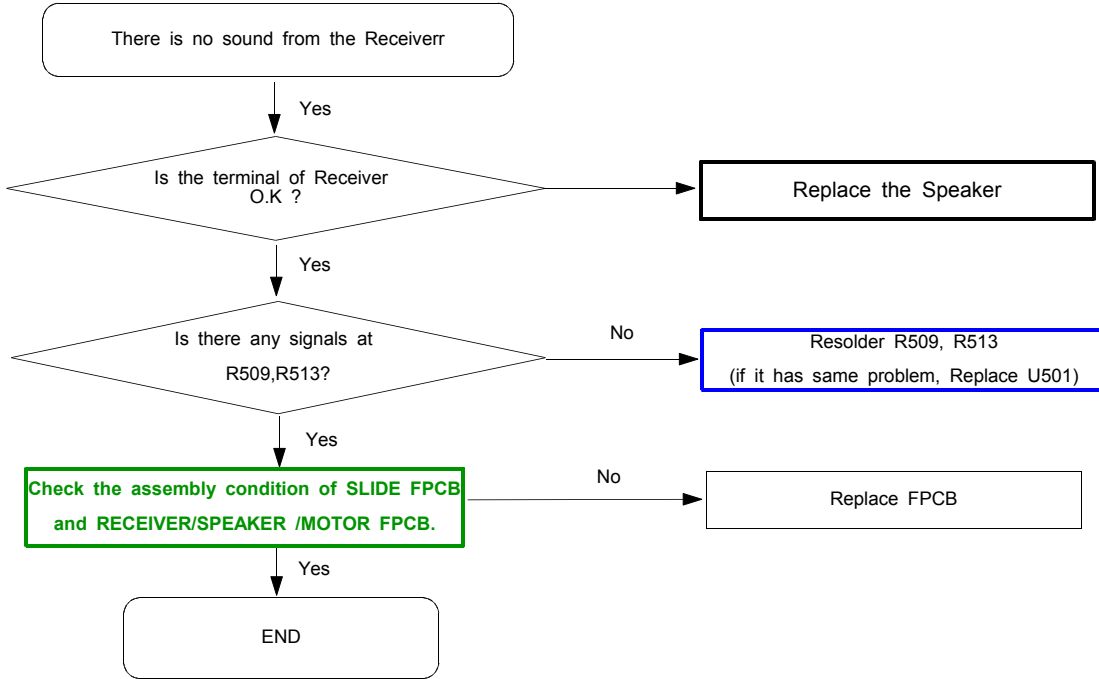 There is no sound from the Receiverr
Yes
Is the terminal of Receiver
O.K ?
Replace the Speaker
Yes
Is there any signals at
R509,R513?
No
Resolder R509, R513
(if it has same problem, Replace U501)
Yes
Check the assembly condition of SLIDE FPCB
and RECEIVER/SPEAKER /MOTOR FPCB.
No
Replace FPCB
Yes
END